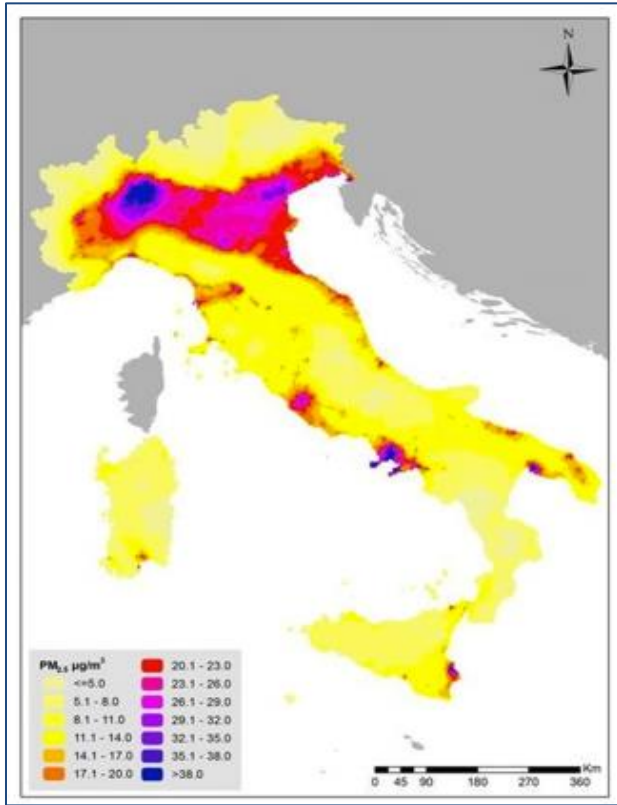 N
PM2.5 µg/m3
<=5.0
5.1 - 8.0
8.1 - 11.0
11.1 - 14.0
14.1 - 17.0
17.1 - 20.0
20.1 - 23.0
23.1 - 26.0
26.1 - 29.0
29.1 - 32.0
32.1 - 35.0
35.1 - 38.0
>38.0
Km
0 45 90 180 270 360